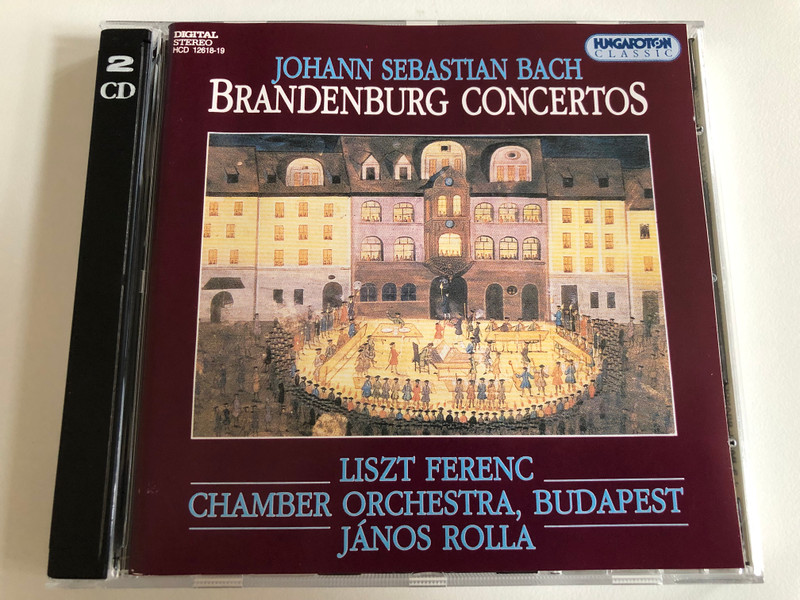 2
CD
DIGITAL
STEREO
HCD 12618-19
HUNGAROTON
CLASSIC
JOHANN SEBASTIAN BACH
BRANDENBURG CONCERTOS
LISZT FERENC
CHAMBER ORCHESTRA, BUDAPEST
JÁNOS ROLLA